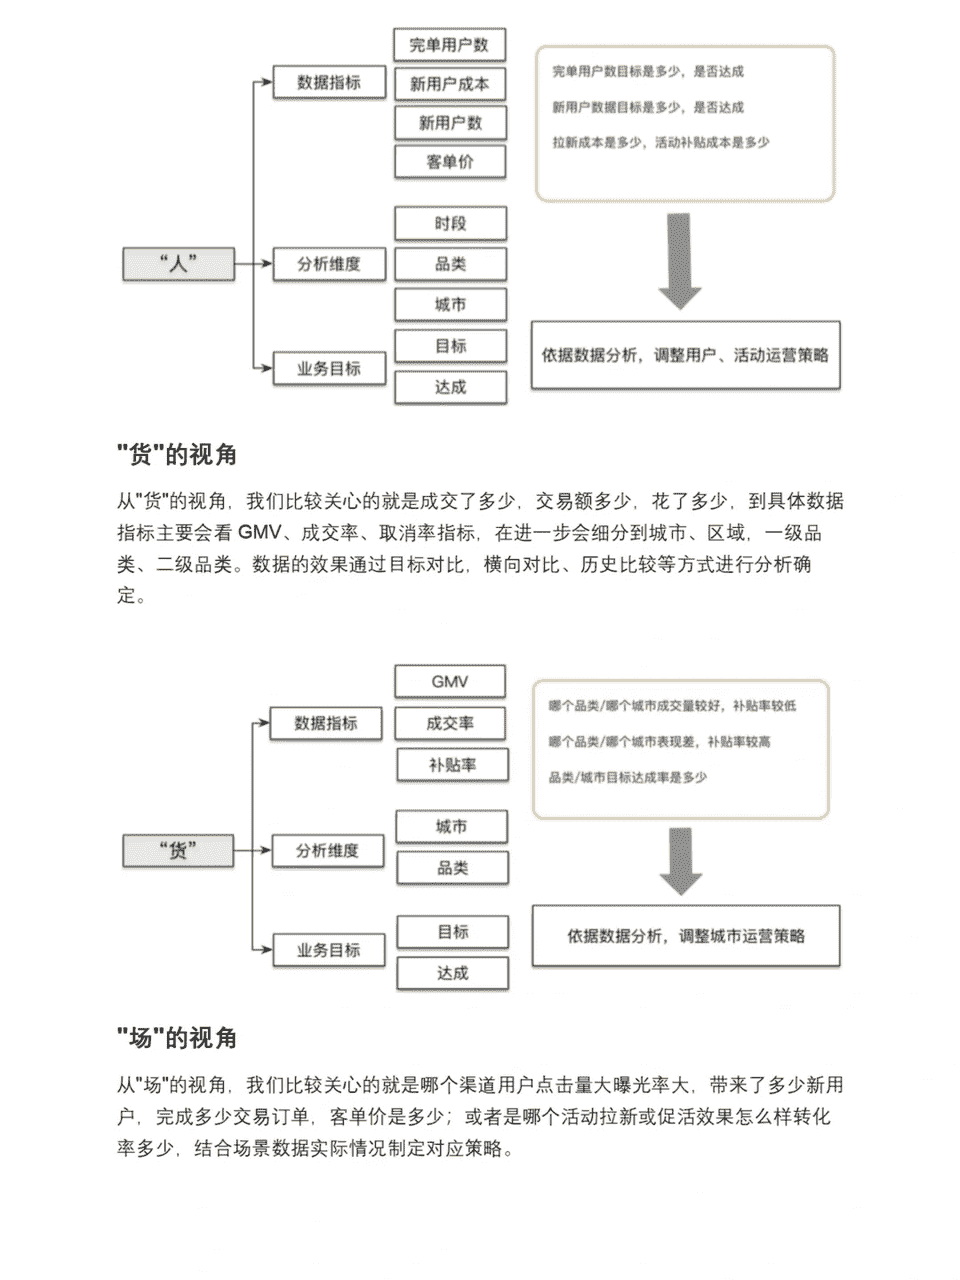 完单用户数
数据指标
新用户成本
新用户数
客单价
完单用户数目标是多少，是否达成
新用户数据目标是多少，是否达成
拉新成本是多少，活动补贴成本是多少
“人”
分析维度
时段
品类
城市
业务目标
目标
达成
依据数据分析，调整用户、活动运营策略
"货"的视角
从"货"的视角，我们比较关心的就是成交了多少，交易额多少，花了多少，到具体数据
指标主要会看 GMV、成交率、取消率指标，在进一步会细分到城市、区域，一级品
类、二级品类。数据的效果通过目标对比，横向对比、历史比较等方式进行分析确
定。
GMV
数据指标
成交率
补贴率
哪个品类/哪个城市成交量较好，补贴率较低
哪个品类/哪个城市表现差，补贴率较高
品类/城市目标达成率是多少
“货”
分析维度
城市
品类
业务目标
目标
达成
依据数据分析，调整城市运营策略
"场"的视角
从"场"的视角，我们比较关心的就是哪个渠道用户点击量大曝光率大，带来了多少新用
户，完成多少交易订单，客单价是多少；或者是哪个活动拉新或促活效果怎么样转化
率多少，结合场景数据实际情况制定对应策略。